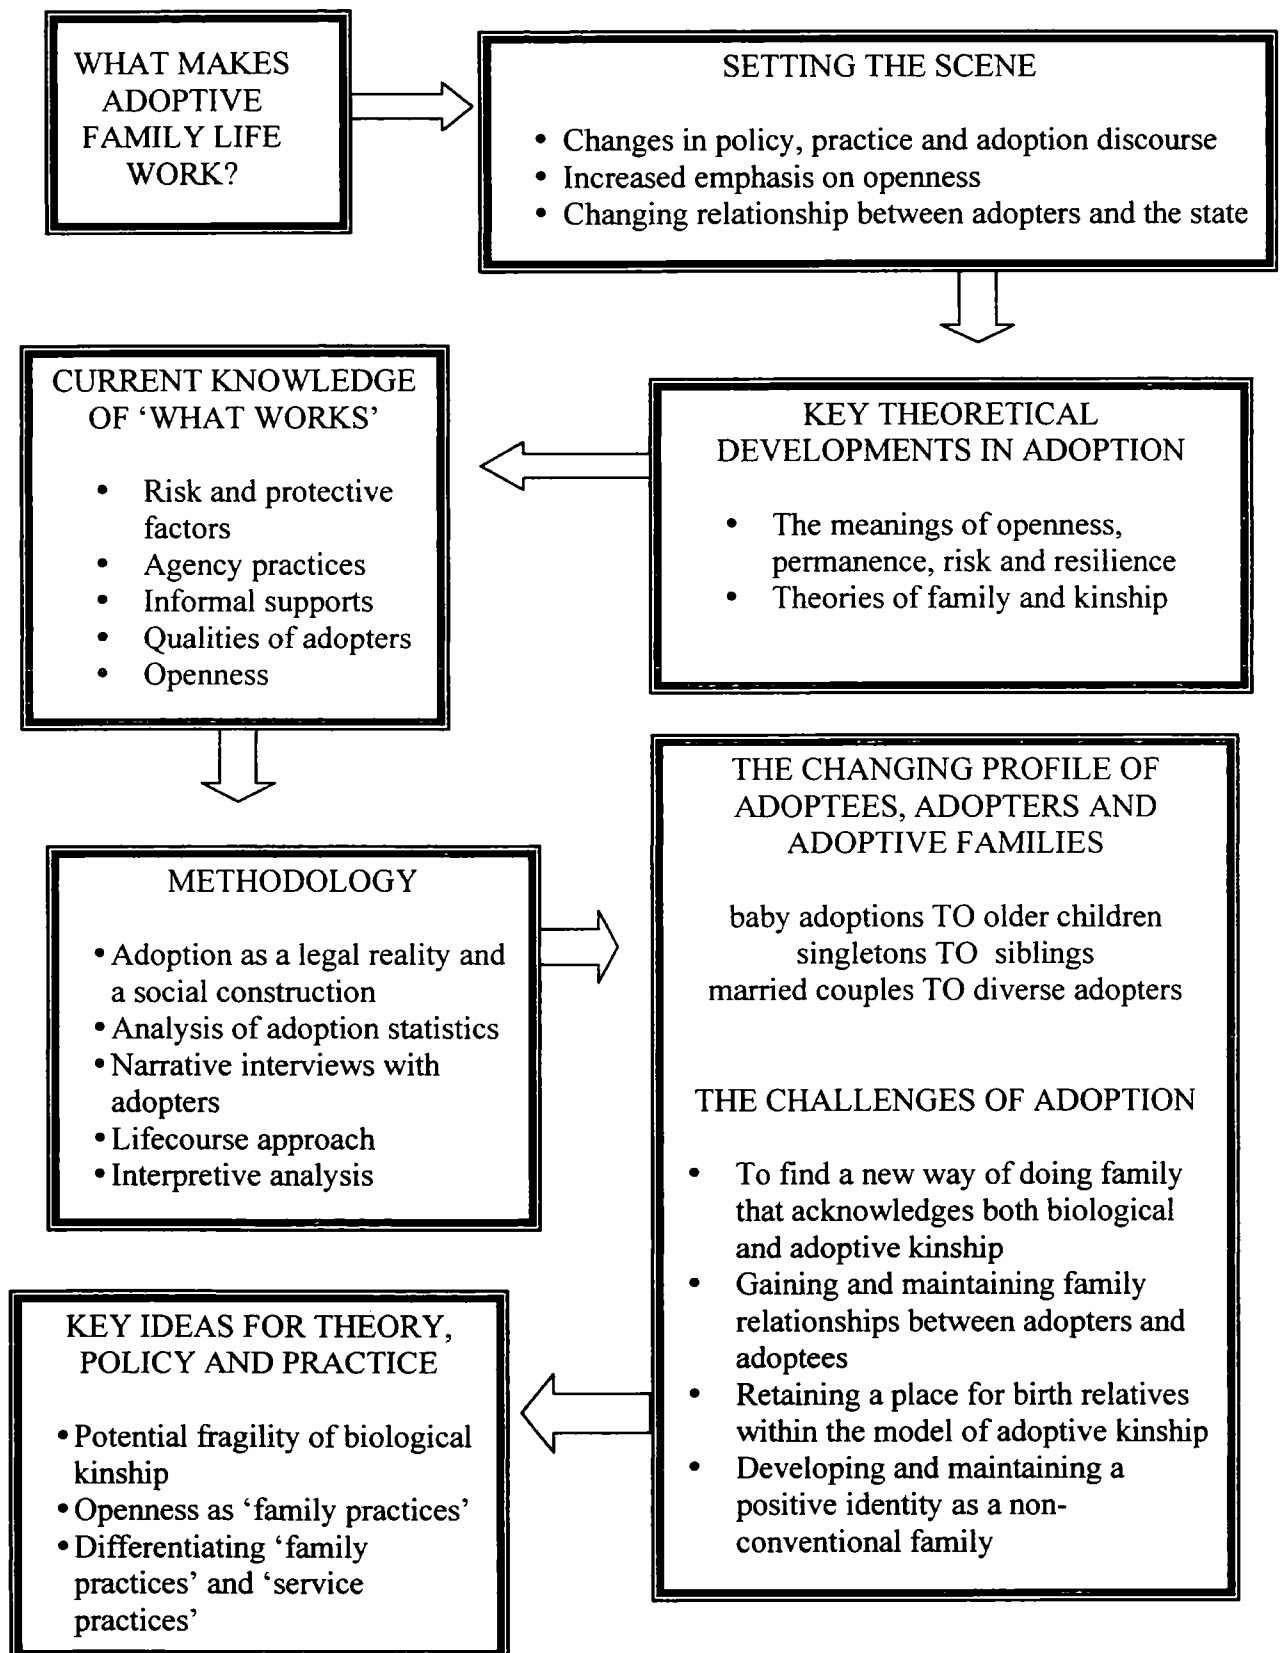 WHAT MAKES
ADOPTIVE
FAMILY LIFE
WORK?
SETTING THE SCENE
• Changes in policy, practice and adoption discourse
• Increased emphasis on openness
• Changing relationship between adopters and the state
KEY THEORETICAL
DEVELOPMENTS IN ADOPTION
• The meanings of openness,
permanence, risk and resilience
• Theories of family and kinship
CURRENT KNOWLEDGE
OF ‘WHAT WORKS’
• Risk and protective
factors
• Agency practices
• Informal supports
• Qualities of adopters
• Openness
METHODOLOGY
• Adoption as a legal reality and
a social construction
• Analysis of adoption statistics
• Narrative interviews with
adopters
• Lifecourse approach
• Interpretive analysis
THE CHANGING PROFILE OF
ADOPTEES, ADOPTERS AND
ADOPTIVE FAMILIES
baby adoptions TO older children
singletons TO siblings
married couples TO diverse adopters
THE CHALLENGES OF ADOPTION
• To find a new way of doing family
that acknowledges both biological
and adoptive kinship
• Gaining and maintaining family
relationships between adopters and
adoptees
• Retaining a place for birth relatives
within the model of adoptive kinship
• Developing and maintaining a
positive identity as a non-
conventional family
KEY IDEAS FOR THEORY,
POLICY AND PRACTICE
• Potential fragility of biological
kinship
• Openness as ‘family practices’
• Differentiating ‘family
practices’ and ‘service
practices’